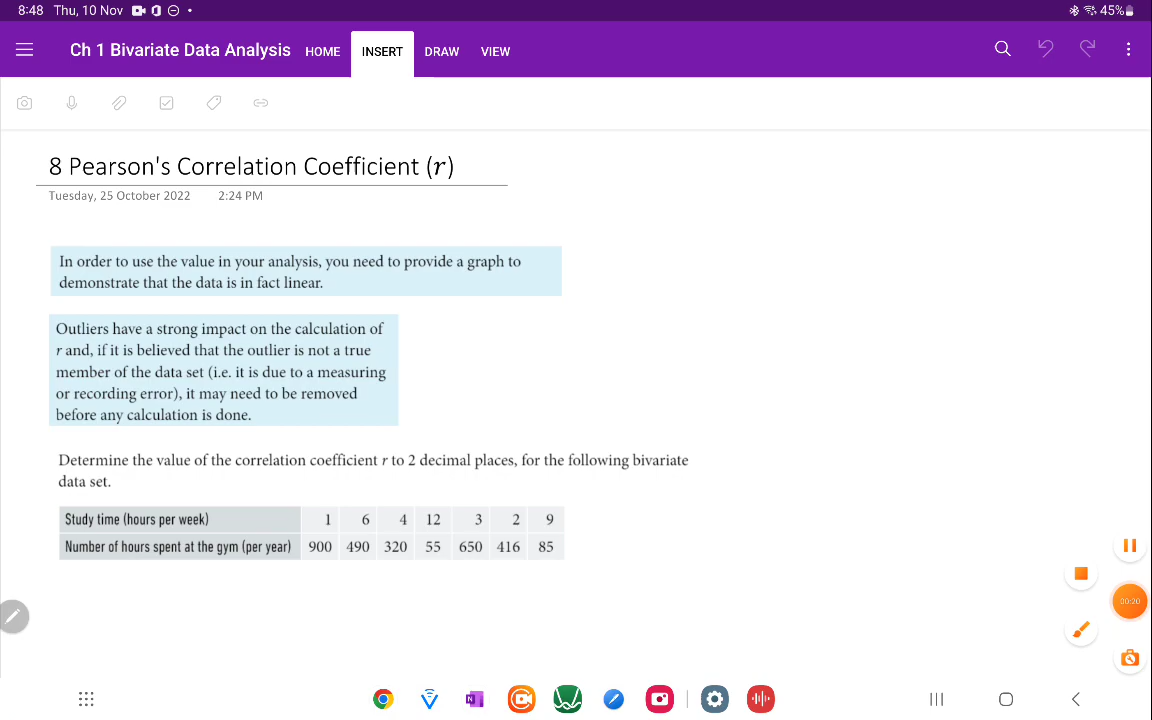 8:48 Thu, 10 Nov
45%
Ch 1 Bivariate Data Analysis HOME INSERT DRAW VIEW
8 Pearson's Correlation Coefficient (r)
Tuesday, 25 October 2022 2:24 PM
In order to use the value in your analysis, you need to provide a graph to
demonstrate that the data is in fact linear.
Outliers have a strong impact on the calculation of
r and, if it is believed that the outlier is not a true
member of the data set (i.e. it is due to a measuring
or recording error), it may need to be removed
before any calculation is done.
Determine the value of the correlation coefficient r to 2 decimal places, for the following bivariate
data set.
Study time (hours per week) 1 6 4 12 3 2 9
Number of hours spent at the gym (per year) 900 490 320 55 650 416 85
00:20